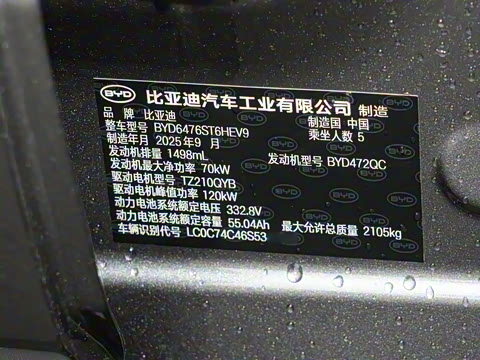 BYD 比亚迪汽车工业有限公司 制造
品牌 比亚迪 制造国 中国
整车型号 BYD6476ST6HEV9 乘坐人数 5
制造年月 2025年9月
发动机排量 1498mL 发动机型号 BYD472QC
发动机最大净功率 70kW
驱动电机型号 TZ210QYB
驱动电机峰值功率 120kW
动力电池系统额定电压 332.8V
动力电池系统额定容量 55.04Ah 最大允许总质量 2105kg
车辆识别代号 LC0C74C46S53